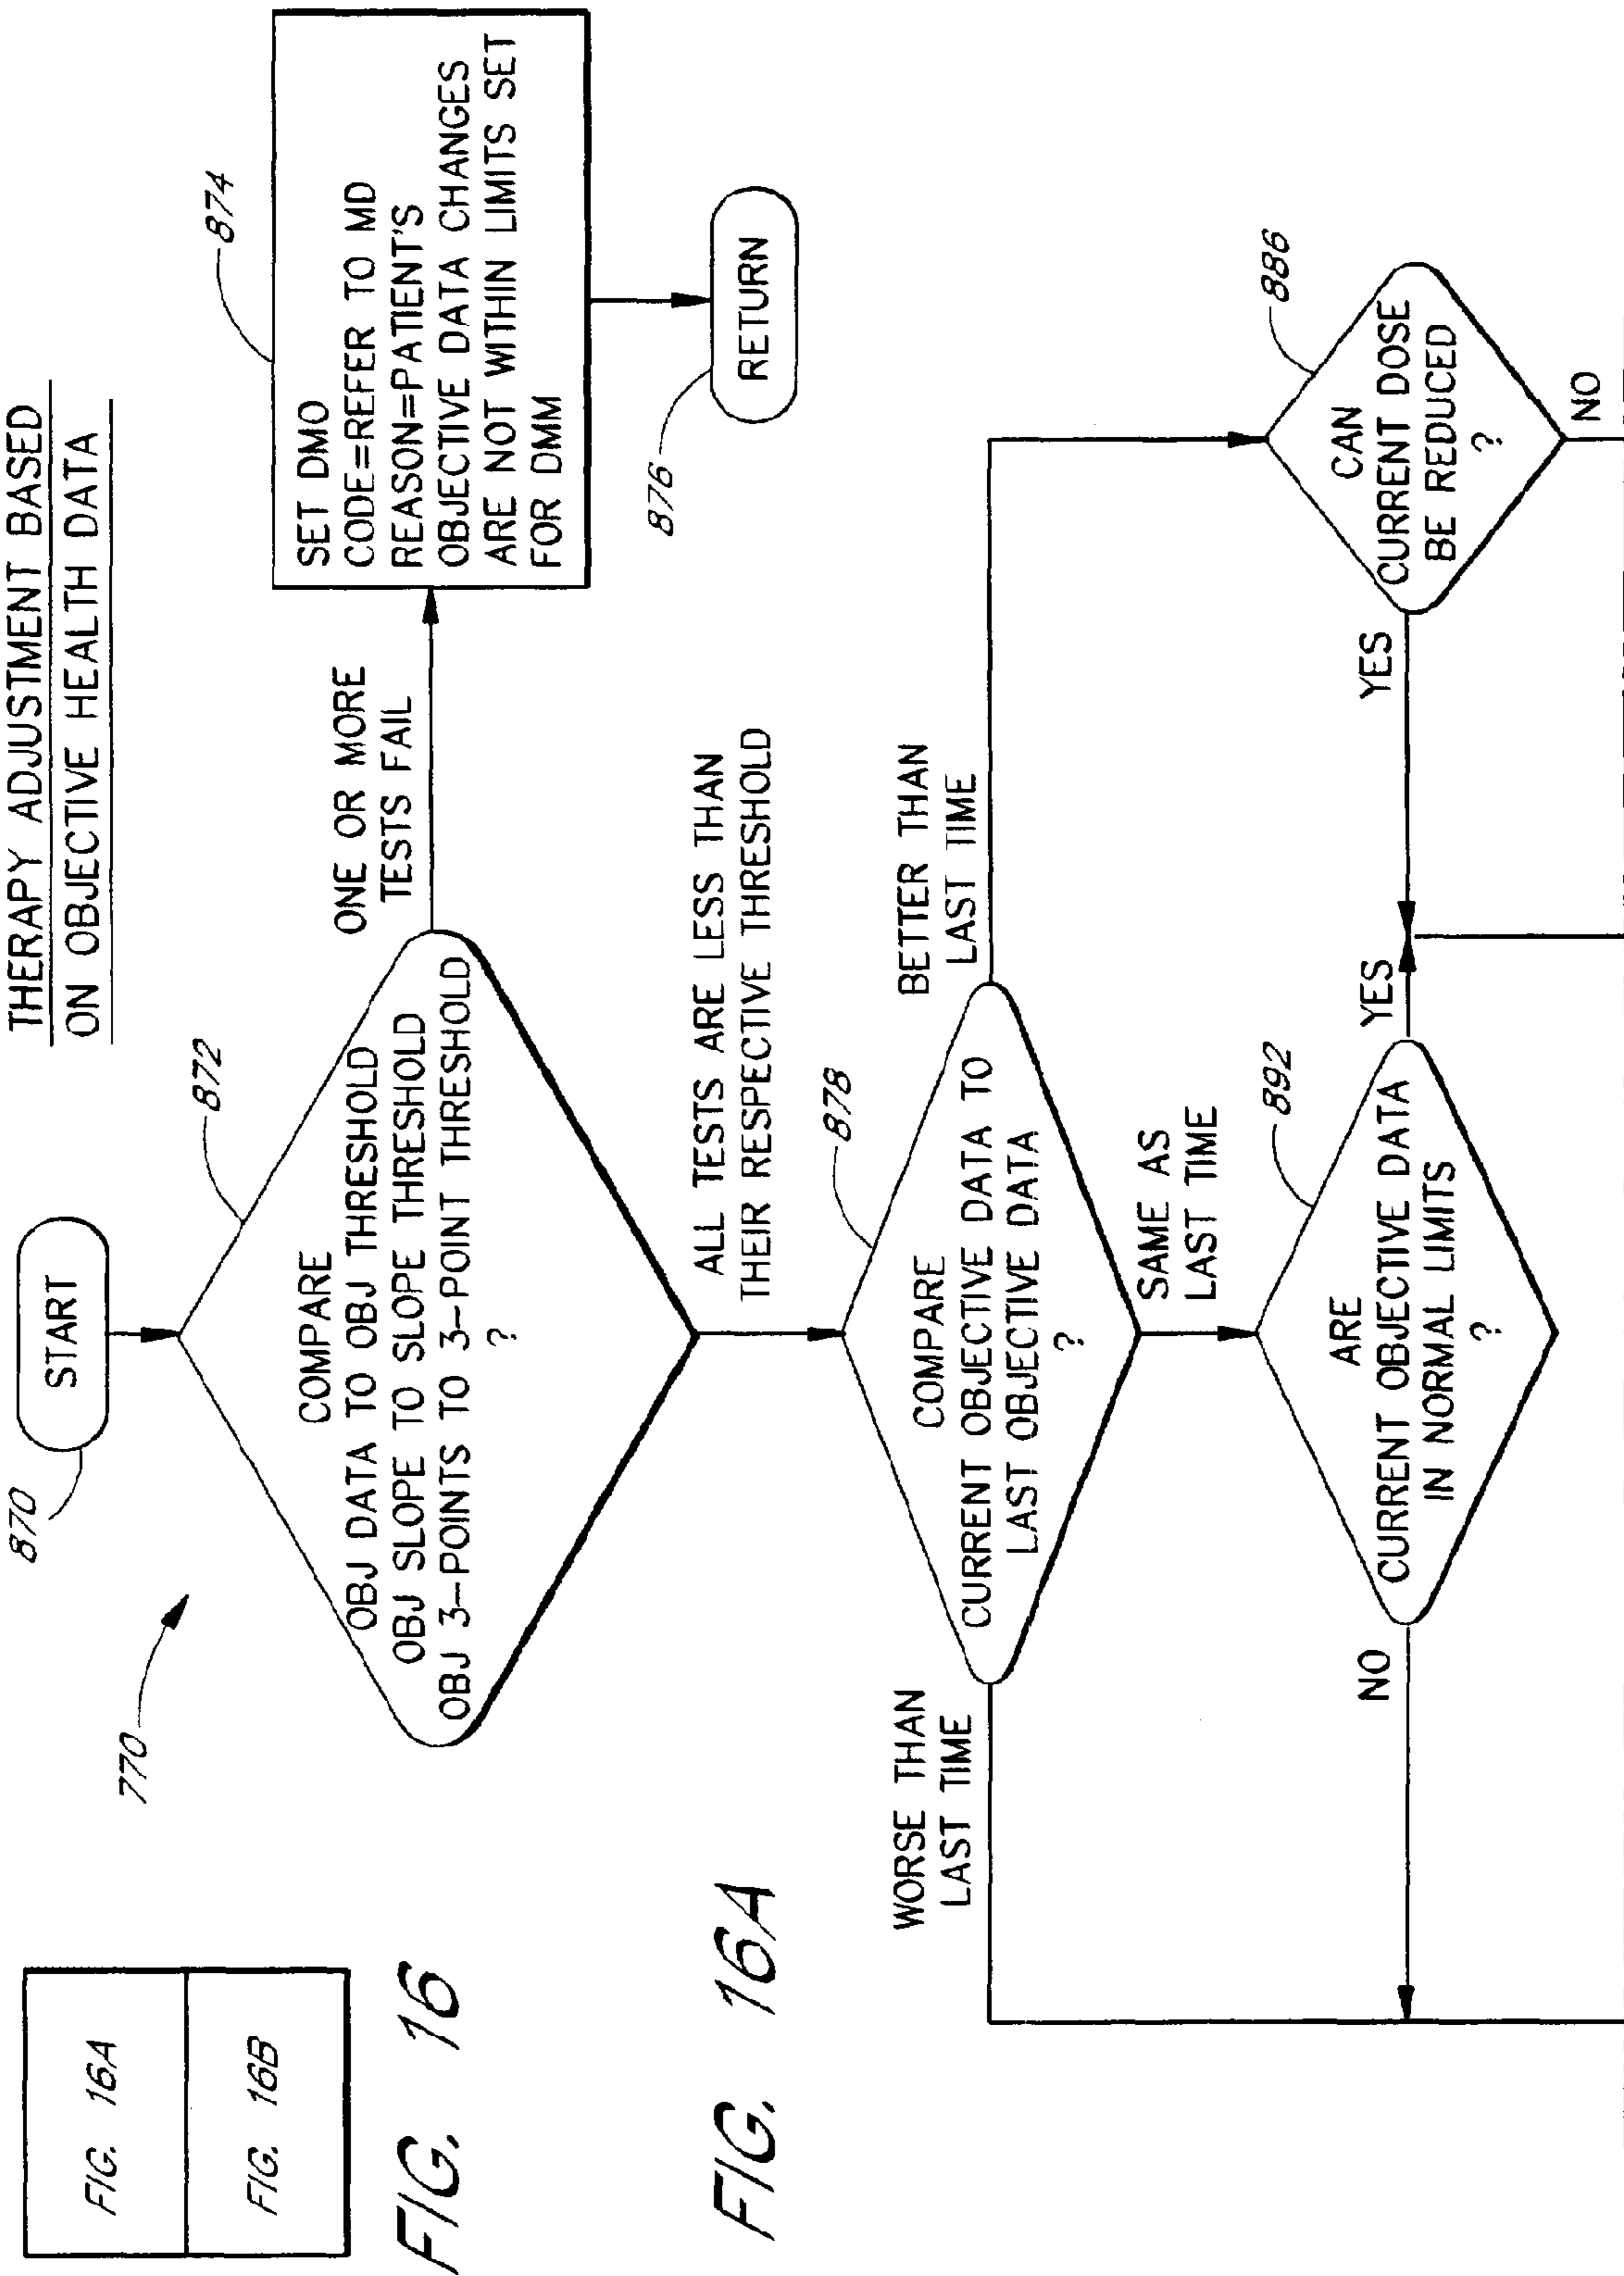 THERAPY ADJUSTMENT BASED
ON OBJECTIVE HEALTH DATA
FIG. 16A
FIG. 16B
FIG. 16
FIG. 16A
770
870
START
872
COMPARE
OBJ DATA TO OBJ THRESHOLD
OBJ SLOPE TO SLOPE THRESHOLD
OBJ 3-POINTS TO 3-POINT THRESHOLD
?
ONE OR MORE
TESTS FAIL
874
SET DMO
CODE=REFER TO MD
REASON=PATIENT'S
OBJECTIVE DATA CHANGES
ARE NOT WITHIN LIMITS SET
FOR DMM
876
RETURN
ALL TESTS ARE LESS THAN
THEIR RESPECTIVE THRESHOLD
878
COMPARE
CURRENT OBJECTIVE DATA TO
LAST OBJECTIVE DATA
?
WORSE THAN
LAST TIME
BETTER THAN
LAST TIME
SAME AS
LAST TIME
892
ARE
CURRENT OBJECTIVE DATA
IN NORMAL LIMITS
?
NO
YES
YES
886
CAN
CURRENT DOSE
BE REDUCED
?
NO